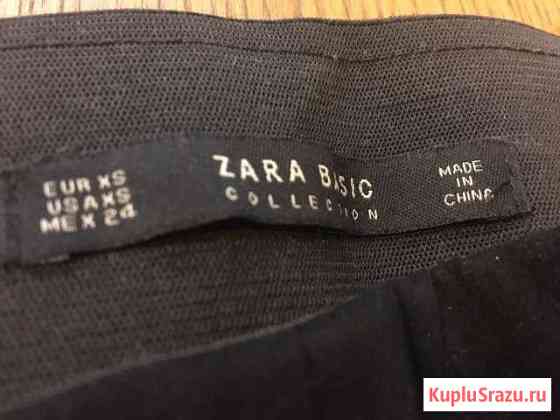 EUR XS
USA XS
MEX 24
ZARA BASIC
COLLECTION
MADE
IN
CHINA
KupluSrazu.ru